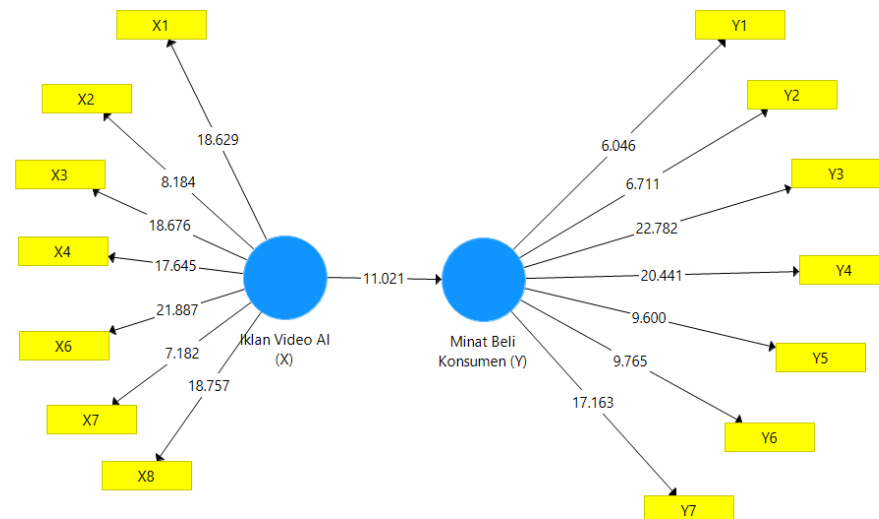 X1
X2
X3
X4
X6
X7
X8
18.629
8.184
18.676
17.645
21.887
7.182
18.757
Iklan Video AI
(X)
11.021
Minat Beli
Konsumen (Y)
6.046
6.711
22.782
20.441
9.600
9.765
17.163
Y1
Y2
Y3
Y4
Y5
Y6
Y7